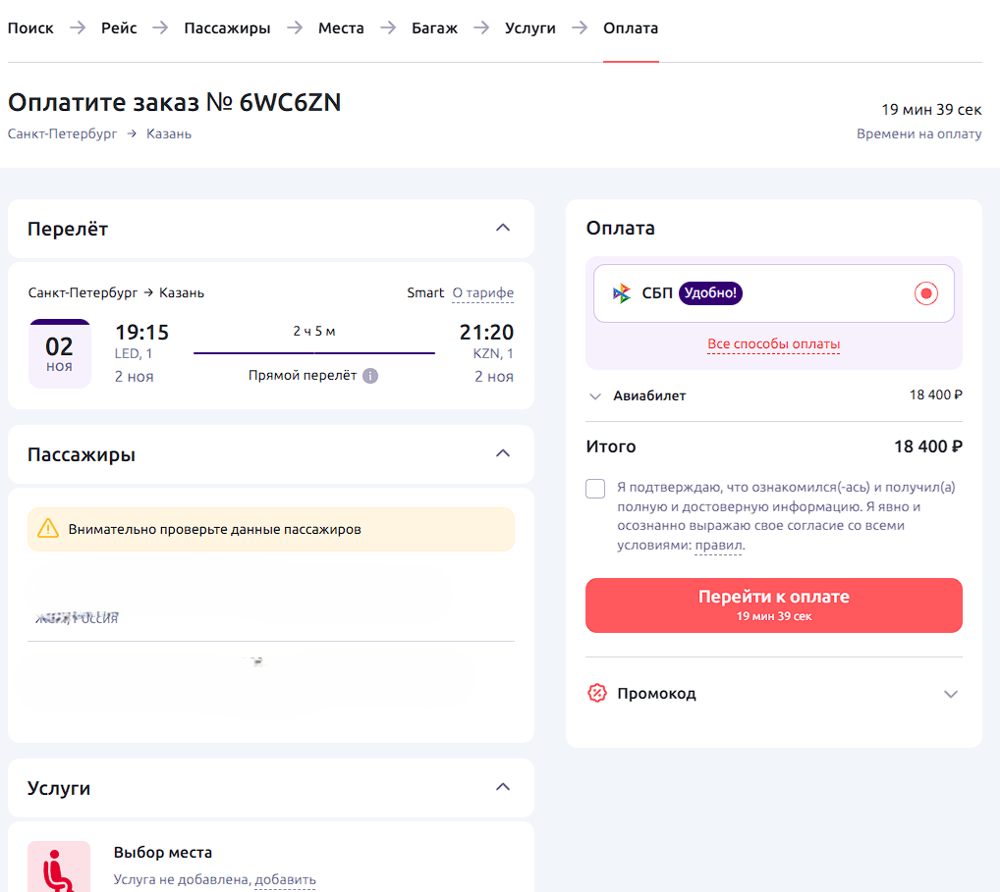 Поиск → Рейс → Пассажиры → Места → Багаж → Услуги → Оплата
Оплатите заказ № 6WC6ZN
Санкт-Петербург → Казань
19 мин 39 сек
Времени на оплату
Перелёт
Санкт-Петербург → Казань Smart О тарифе
02
НОЯ
19:15
LED, 1
2 ноя
2 ч 5 м
Прямой перелёт
21:20
KZN, 1
2 ноя
Пассажиры
Внимательно проверьте данные пассажиров
РОССИЯ
Услуги
Выбор места
Услуга не добавлена, добавить
Оплата
СБП Удобно!
Все способы оплаты
Авиабилет 18 400 ₽
Итого 18 400 ₽
Я подтверждаю, что ознакомился(-ась) и получил(а)
полную и достоверную информацию. Я явно и
осознанно выражаю свое согласие со всеми
условиями: правил.
Перейти к оплате
19 мин 39 сек
Промокод